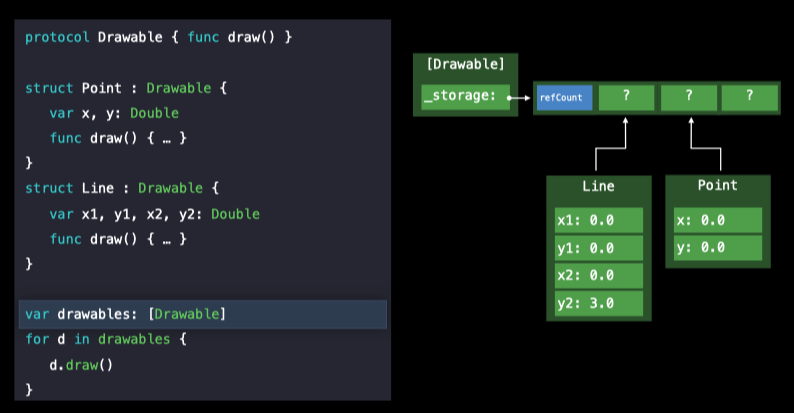 protocol Drawable { func draw() }
struct Point : Drawable {
var x, y: Double
func draw() { … }
}
struct Line : Drawable {
var x1, y1, x2, y2: Double
func draw() { … }
}
var drawables: [Drawable]
for d in drawables {
d.draw()
}
[Drawable]
_storage:
refCount
?
?
?
Line
x1: 0.0
y1: 0.0
x2: 0.0
y2: 3.0
Point
x: 0.0
y: 0.0